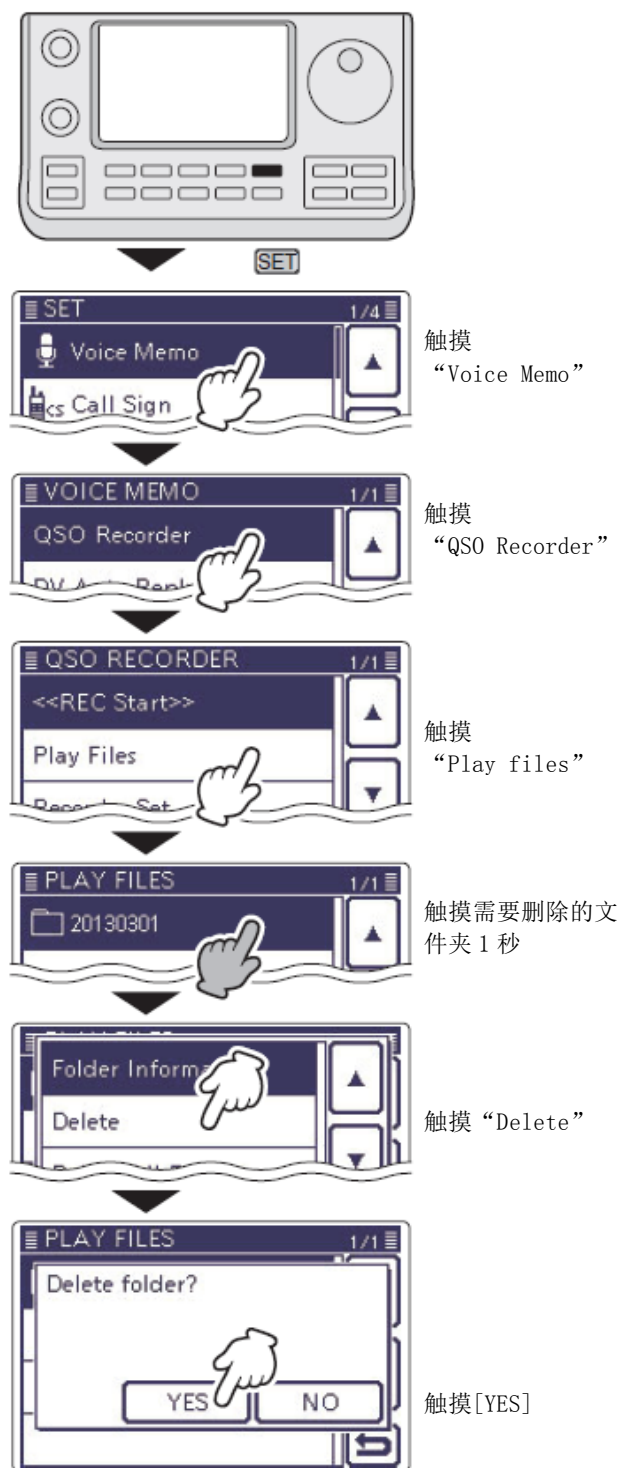 SET
SET
1/4
Voice Memo
CS Call Sign
触摸
“Voice Memo”
VOICE MEMO
1/1
QSO Recorder
触摸
“QSO Recorder”
QSO RECORDER
1/1
<<REC Start>>
Play Files
触摸
“Play files”
PLAY FILES
1/1
20130301
触摸需要删除的文
件夹 1 秒
Folder Informa
Delete
触摸“Delete”
PLAY FILES
1/1
Delete folder?
YES
NO
触摸[YES]